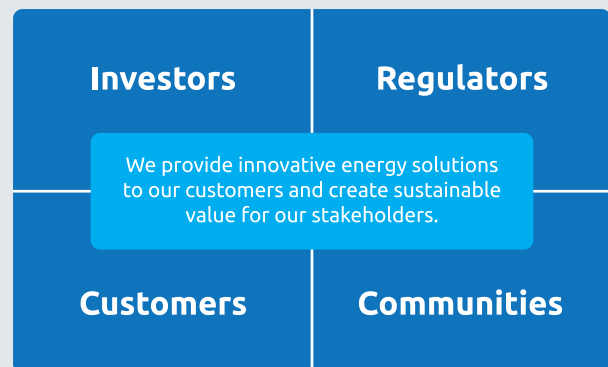 Investors
Regulators
We provide innovative energy solutions
to our customers and create sustainable
value for our stakeholders.
Customers
Communities